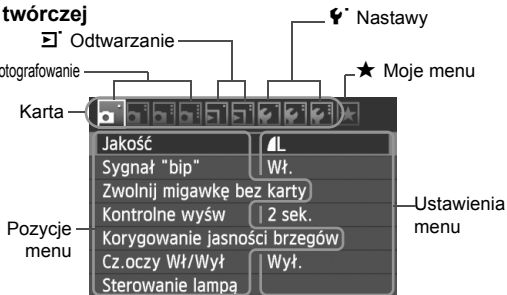 twórczej
Odtwarzanie
Nastawy
otografowanie
Moje menu
Karta
Jakość L
Sygnał "bip" Wł.
Zwolnij migawkę bez karty
Kontrolne wyśw 2 sek.
Korygowanie jasności brzegów
Cz.oczy Wł/Wył Wył.
Sterowanie lampą
Pozycje
menu
Ustawienia
menu